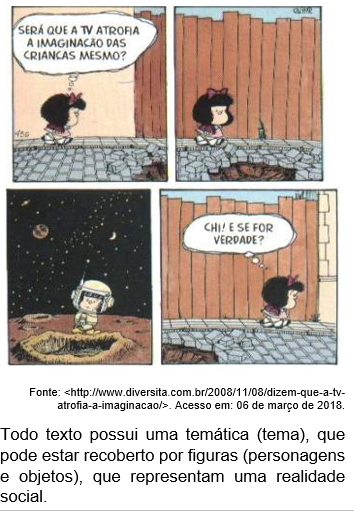 SERÁ QUE A TV ATROFIA
A IMAGINAÇÃO DAS
CRIANÇAS MESMO?
QUINO
CHI! E SE FOR
VERDADE?
Fonte: <http://www.diversita.com.br/2008/11/08/dizem-que-a-tv-
atrofia-a-imaginacao/>. Acesso em: 06 de março de 2018.
Todo texto possui uma temática (tema), que
pode estar recoberto por figuras (personagens
e objetos), que representam uma realidade
social.